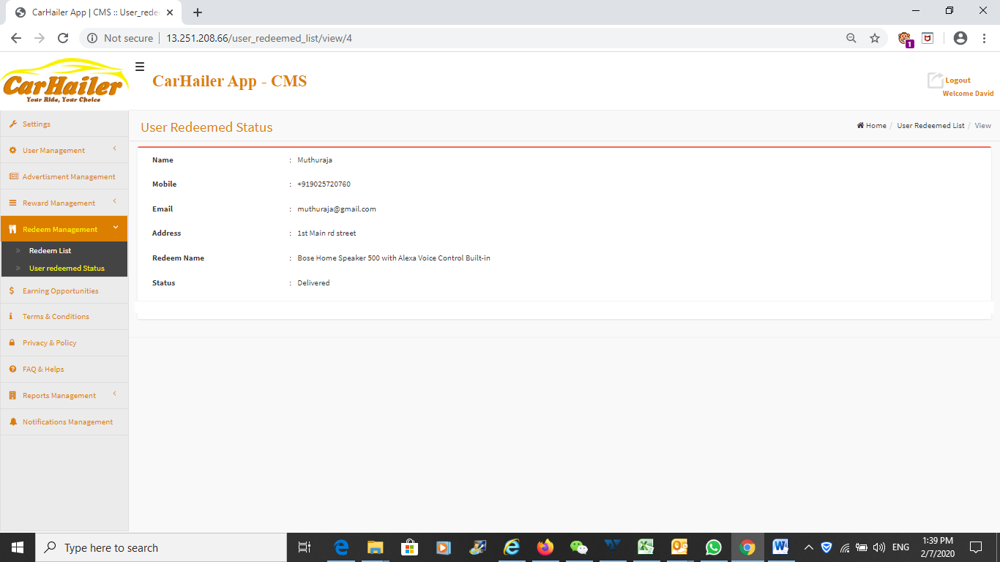 CarHailer App | CMS :: User_rede
Not secure
13.251.208.66/user_redeemed_list/view/4
1
CarHailer
Your Ride, Your Choice
CarHailer App - CMS
Logout
Welcome David
Settings
User Management
Advertisment Management
Reward Management
Redeem Management
Redeem List
User redeemed Status
Earning Opportunities
Terms & Conditions
Privacy & Policy
FAQ & Helps
Reports Management
Notifications Management
User Redeemed Status
Home / User Redeemed List / View
Name : Muthuraja
Mobile : +919025720760
Email : muthuraja@gmail.com
Address : 1st Main rd street
Redeem Name : Bose Home Speaker 500 with Alexa Voice Control Built-in
Status : Delivered
Type here to search
ENG
1:39 PM
2/7/2020